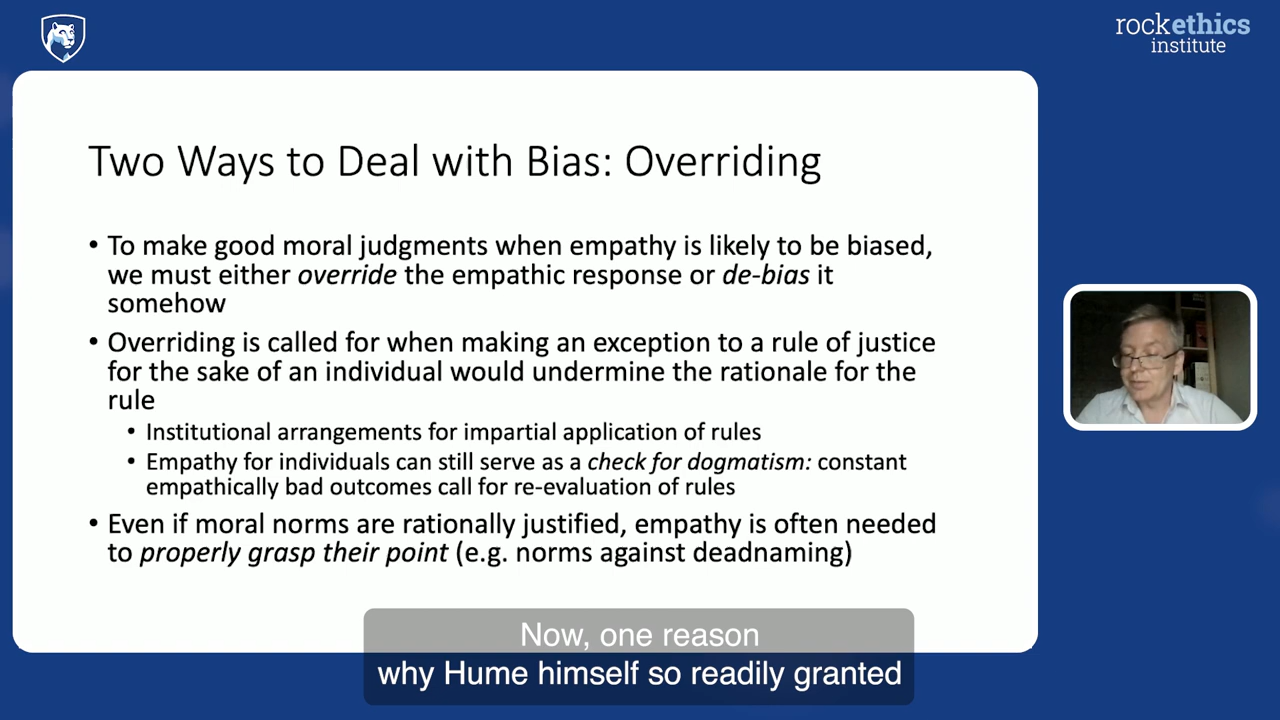 rockethics
institute
Two Ways to Deal with Bias: Overriding
• To make good moral judgments when empathy is likely to be biased,
we must either override the empathic response or de-bias it
somehow
• Overriding is called for when making an exception to a rule of justice
for the sake of an individual would undermine the rationale for the
rule
• Institutional arrangements for impartial application of rules
• Empathy for individuals can still serve as a check for dogmatism: constant
empathically bad outcomes call for re-evaluation of rules
• Even if moral norms are rationally justified, empathy is often needed
to properly grasp their point (e.g. norms against deadnaming)
Now, one reason
why Hume himself so readily granted